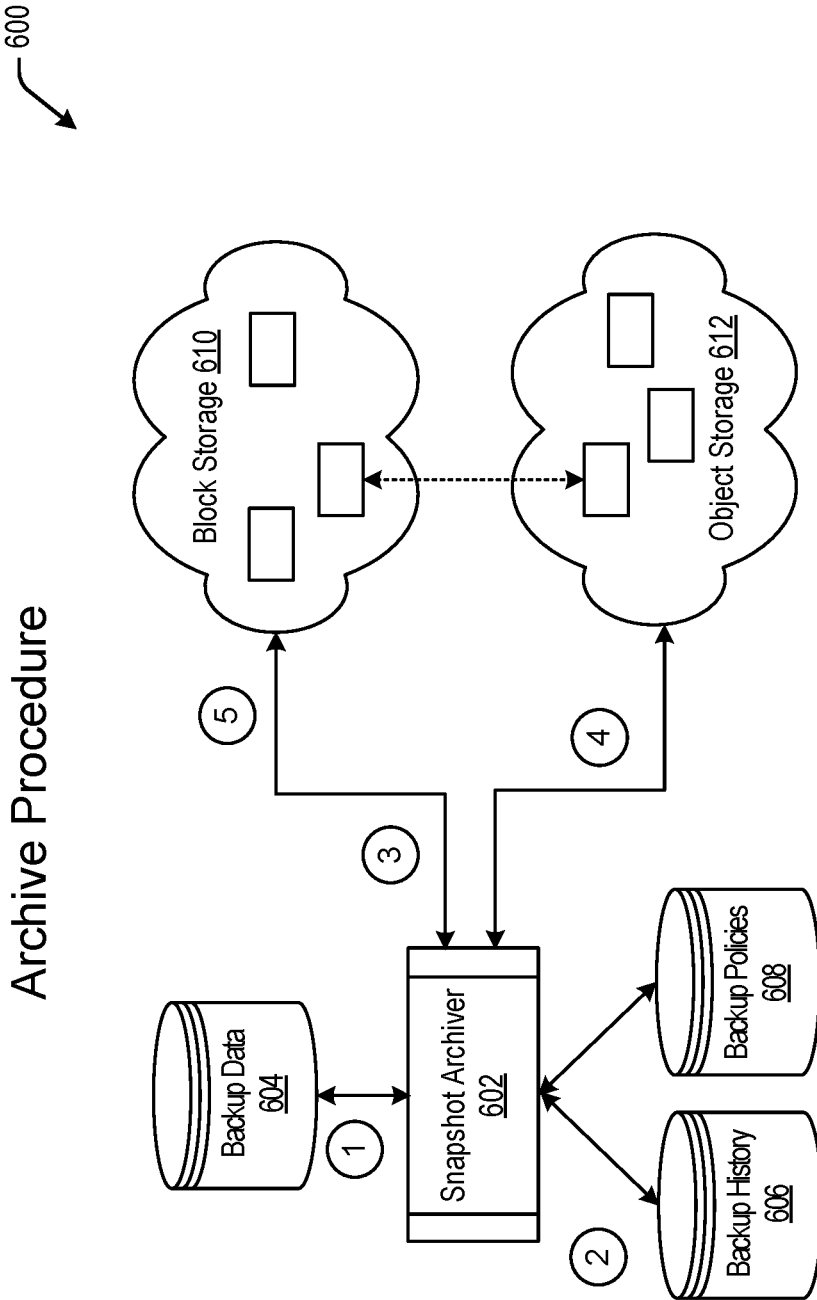 Archive Procedure
600
Backup Data
604
1
Snapshot Archiver
602
2
Backup History
606
Backup Policies
608
3
5
4
Block Storage 610
Object Storage 612